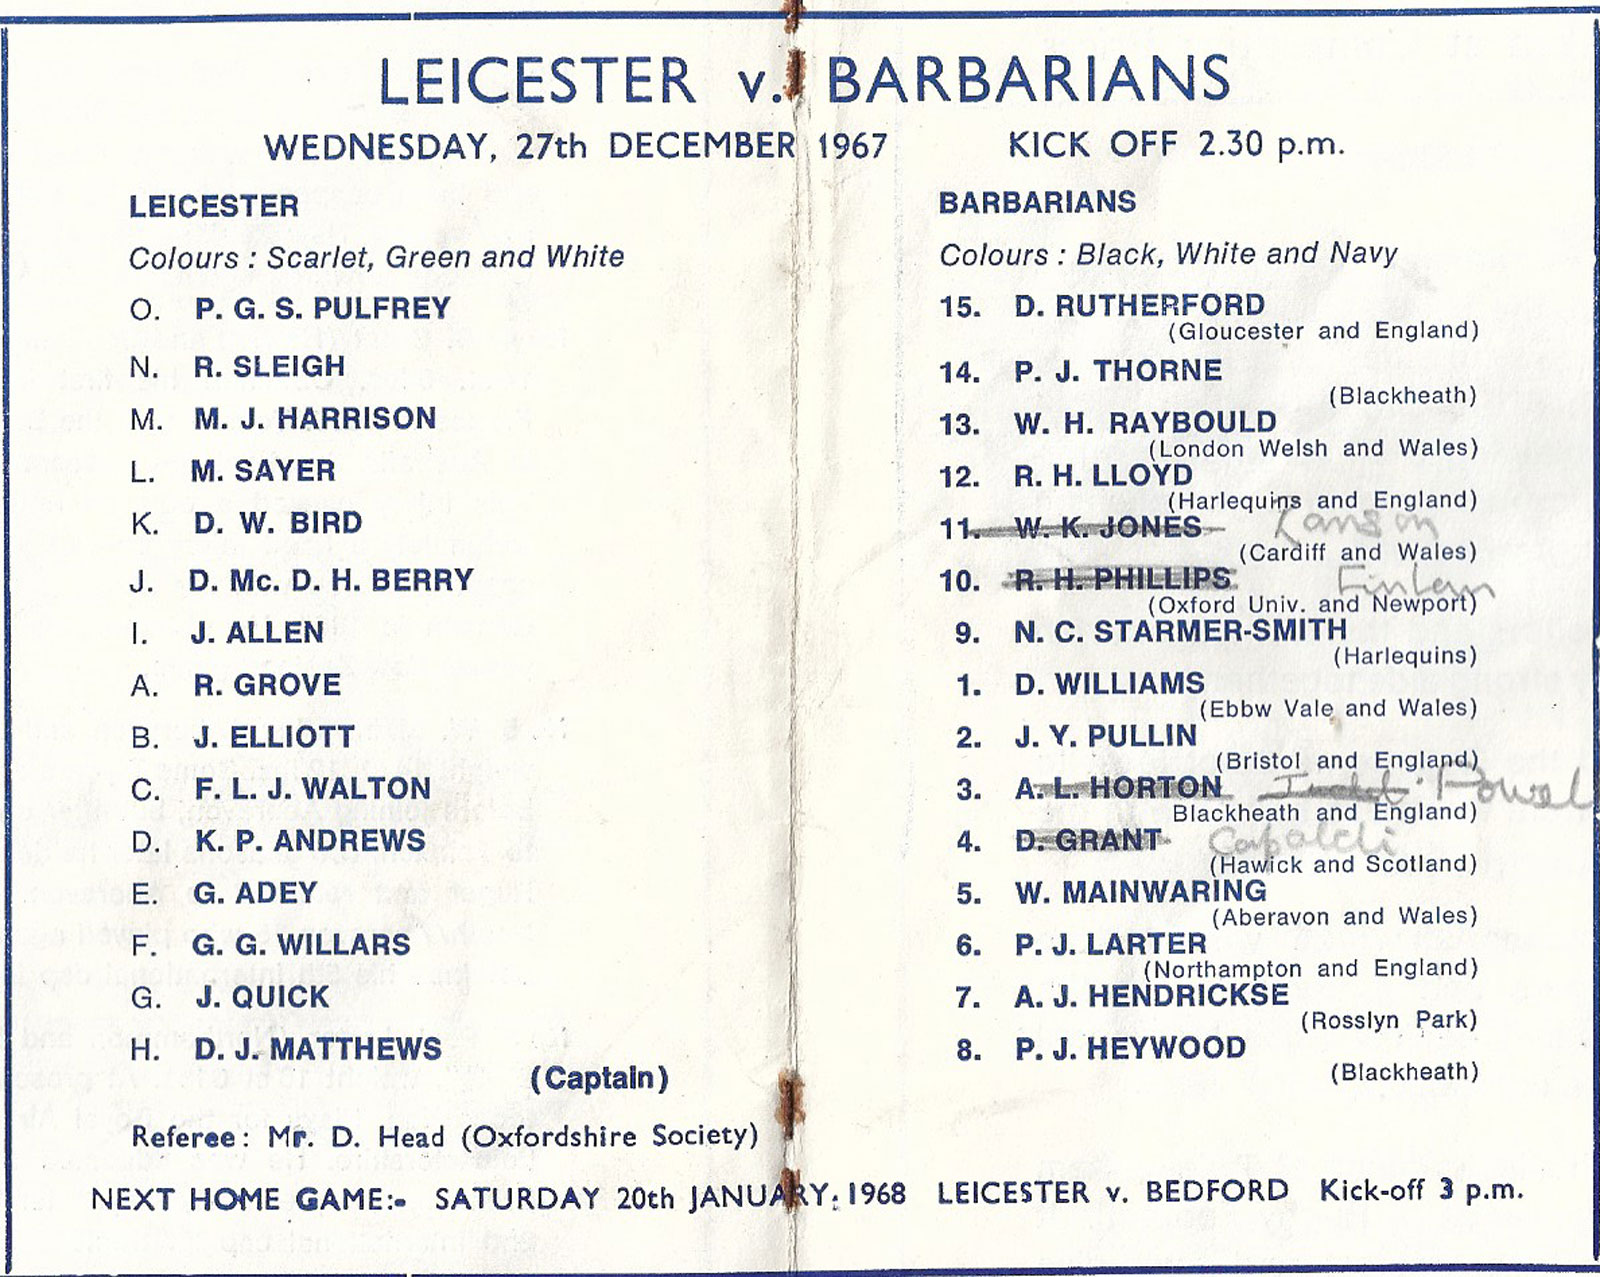 LEICESTER v. BARBARIANS
WEDNESDAY, 27th DECEMBER 1967 KICK OFF 2.30 p.m.
LEICESTER
Colours : Scarlet, Green and White
O. P. G. S. PULFREY
N. R. SLEIGH
M. M. J. HARRISON
L. M. SAYER
K. D. W. BIRD
J. D. Mc. D. H. BERRY
I. J. ALLEN
A. R. GROVE
B. J. ELLIOTT
C. F. L. J. WALTON
D. K. P. ANDREWS
E. G. ADEY
F. G. G. WILLARS
G. J. QUICK
H. D. J. MATTHEWS
(Captain)
Referee : Mr. D. Head (Oxfordshire Society)
BARBARIANS
Colours : Black, White and Navy
15. D. RUTHERFORD
(Gloucester and England)
14. P. J. THORNE
(Blackheath)
13. W. H. RAYBOULD
(London Welsh and Wales)
12. R. H. LLOYD
(Harlequins and England)
11. W. K. JONES
(Cardiff and Wales)
10. R. H. PHILLIPS Finlan
(Oxford Univ. and Newport)
9. N. C. STARMER-SMITH
(Harlequins)
1. D. WILLIAMS
(Ebbw Vale and Wales)
2. J. Y. PULLIN
(Bristol and England)
3. A. L. HORTON Powel
Blackheath and England)
4. D. GRANT Capaldi
(Hawick and Scotland)
5. W. MAINWARING
(Aberavon and Wales)
6. P. J. LARTER
(Northampton and England)
7. A. J. HENDRICKSE
(Rosslyn Park)
8. P. J. HEYWOOD
(Blackheath)
NEXT HOME GAME:- SATURDAY 20th JANUARY, 1968 LEICESTER v. BEDFORD Kick-off 3 p.m.